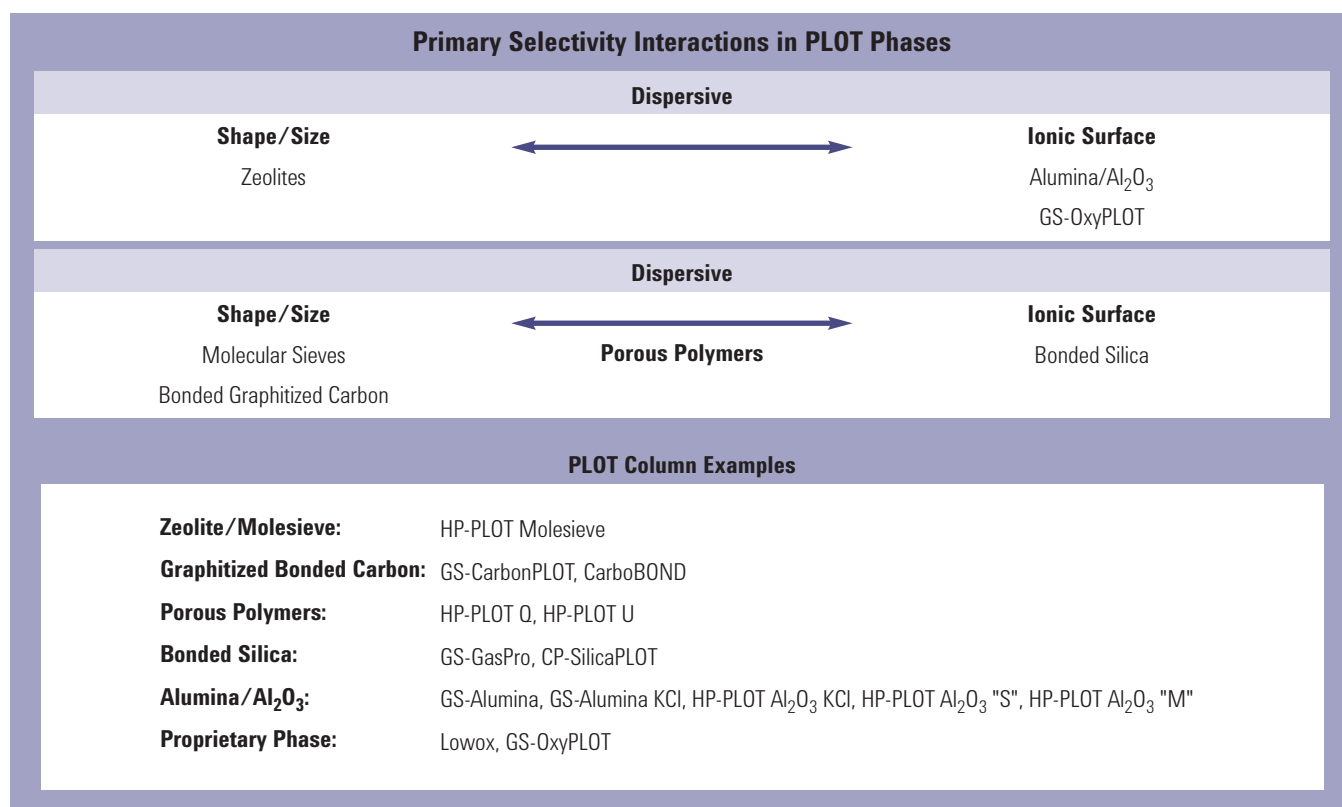 Primary Selectivity Interactions in PLOT Phases
Dispersive
Shape/Size Ionic Surface
Zeolites Alumina/Al₂O₃
GS-OxyPLOT
Dispersive
Shape/Size Ionic Surface
Molecular Sieves Porous Polymers Bonded Silica
Bonded Graphitized Carbon
PLOT Column Examples
Zeolite/Molesieve: HP-PLOT Molesieve
Graphitized Bonded Carbon: GS-CarbonPLOT, CarboBOND
Porous Polymers: HP-PLOT Q, HP-PLOT U
Bonded Silica: GS-GasPro, CP-SilicaPLOT
Alumina/Al₂O₃: GS-Alumina, GS-Alumina KCl, HP-PLOT Al₂O₃ KCl, HP-PLOT Al₂O₃ "S", HP-PLOT Al₂O₃ "M"
Proprietary Phase: Lowox, GS-OxyPLOT